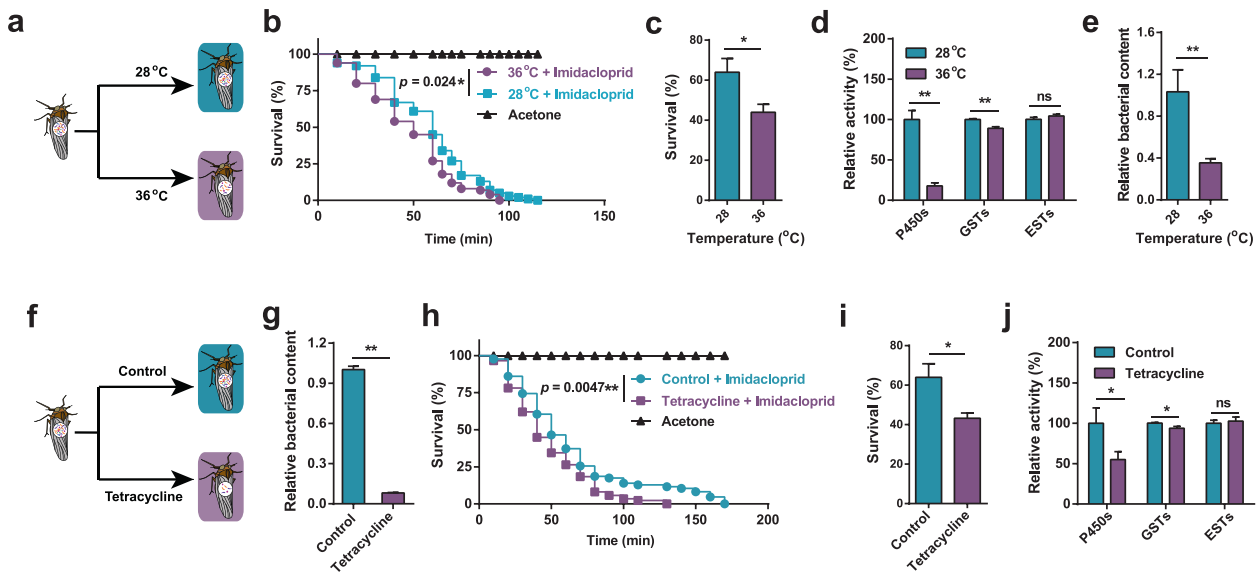 a
28°C
36°C
b
Survival (%)
100
75
50
25
0
p = 0.024*
36°C + Imidacloprid
28°C + Imidacloprid
Acetone
0
50
100
150
Time (min)
c
Survival (%)
80
60
40
20
0
*
28
36
Temperature (°C)
d
Relative activity (%)
200
150
100
50
0
28°C
36°C
**
**
ns
P450s
GSTs
ESTs
e
Relative bacterial content
1.6
1.2
0.8
0.4
0.0
**
28
36
Temperature (°C)
f
Control
Tetracycline
g
Relative bacterial content
1.2
0.9
0.6
0.3
0.0
**
Control
Tetracycline
h
Survival (%)
100
75
50
25
0
p = 0.0047**
Control + Imidacloprid
Tetracycline + Imidacloprid
Acetone
0
50
100
150
200
Time (min)
i
Survival (%)
80
60
40
20
0
*
Control
Tetracycline
j
Relative activity (%)
200
150
100
50
0
Control
Tetracycline
*
*
ns
P450s
GSTs
ESTs